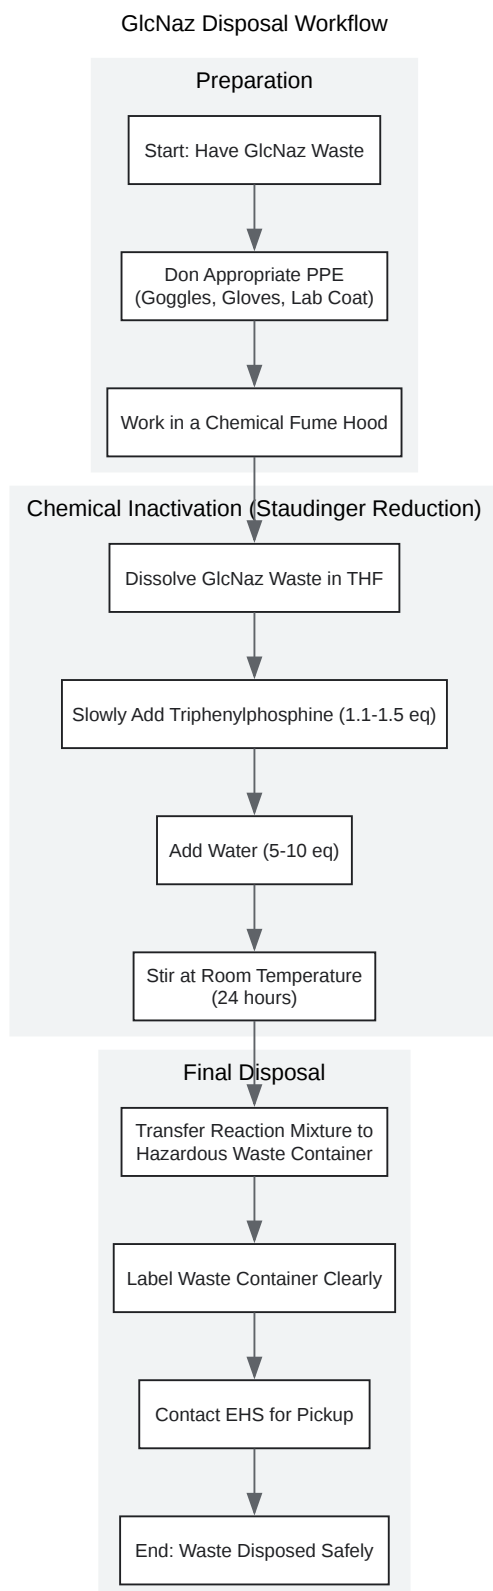 GlcNaz Disposal Workflow
Preparation
Start: Have GlcNaz Waste
Don Appropriate PPE
(Goggles, Gloves, Lab Coat)
Work in a Chemical Fume Hood
Chemical Inactivation (Staudinger Reduction)
Dissolve GlcNaz Waste in THF
Slowly Add Triphenylphosphine (1.1-1.5 eq)
Add Water (5-10 eq)
Stir at Room Temperature
(24 hours)
Final Disposal
Transfer Reaction Mixture to
Hazardous Waste Container
Label Waste Container Clearly
Contact EHS for Pickup
End: Waste Disposed Safely